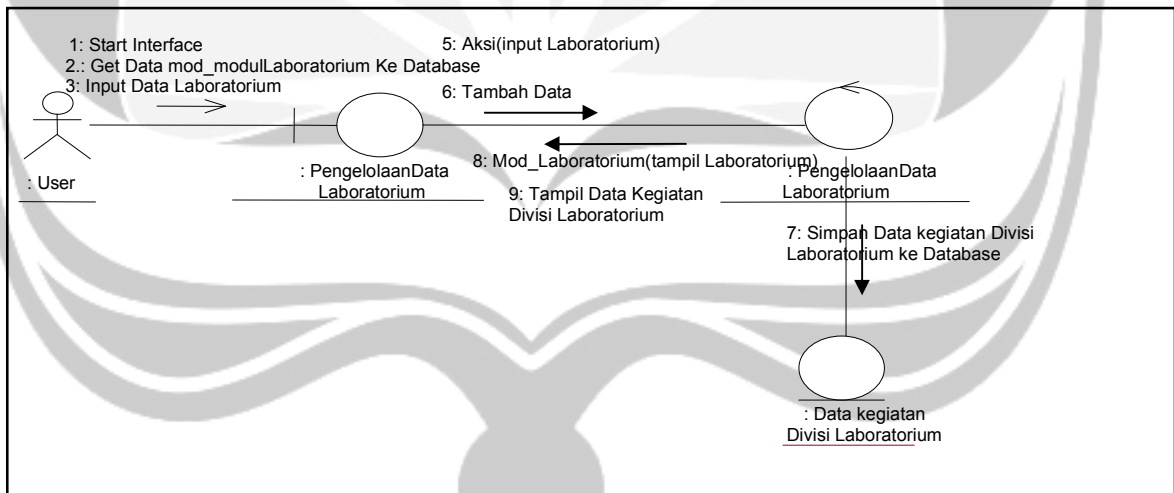 1: Start Interface
2.: Get Data mod_modulLaboratorium Ke Database
3: Input Data Laboratorium
5: Aksi(input Laboratorium)
6: Tambah Data
8: Mod_Laboratorium(tampil Laboratorium)
9: Tampil Data Kegiatan
Divisi Laboratorium
: User
: PengelolaanData
Laboratorium
: PengelolaanData
Laboratorium
7: Simpan Data kegiatan Divisi
Laboratorium ke Database
: Data kegiatan
Divisi Laboratorium